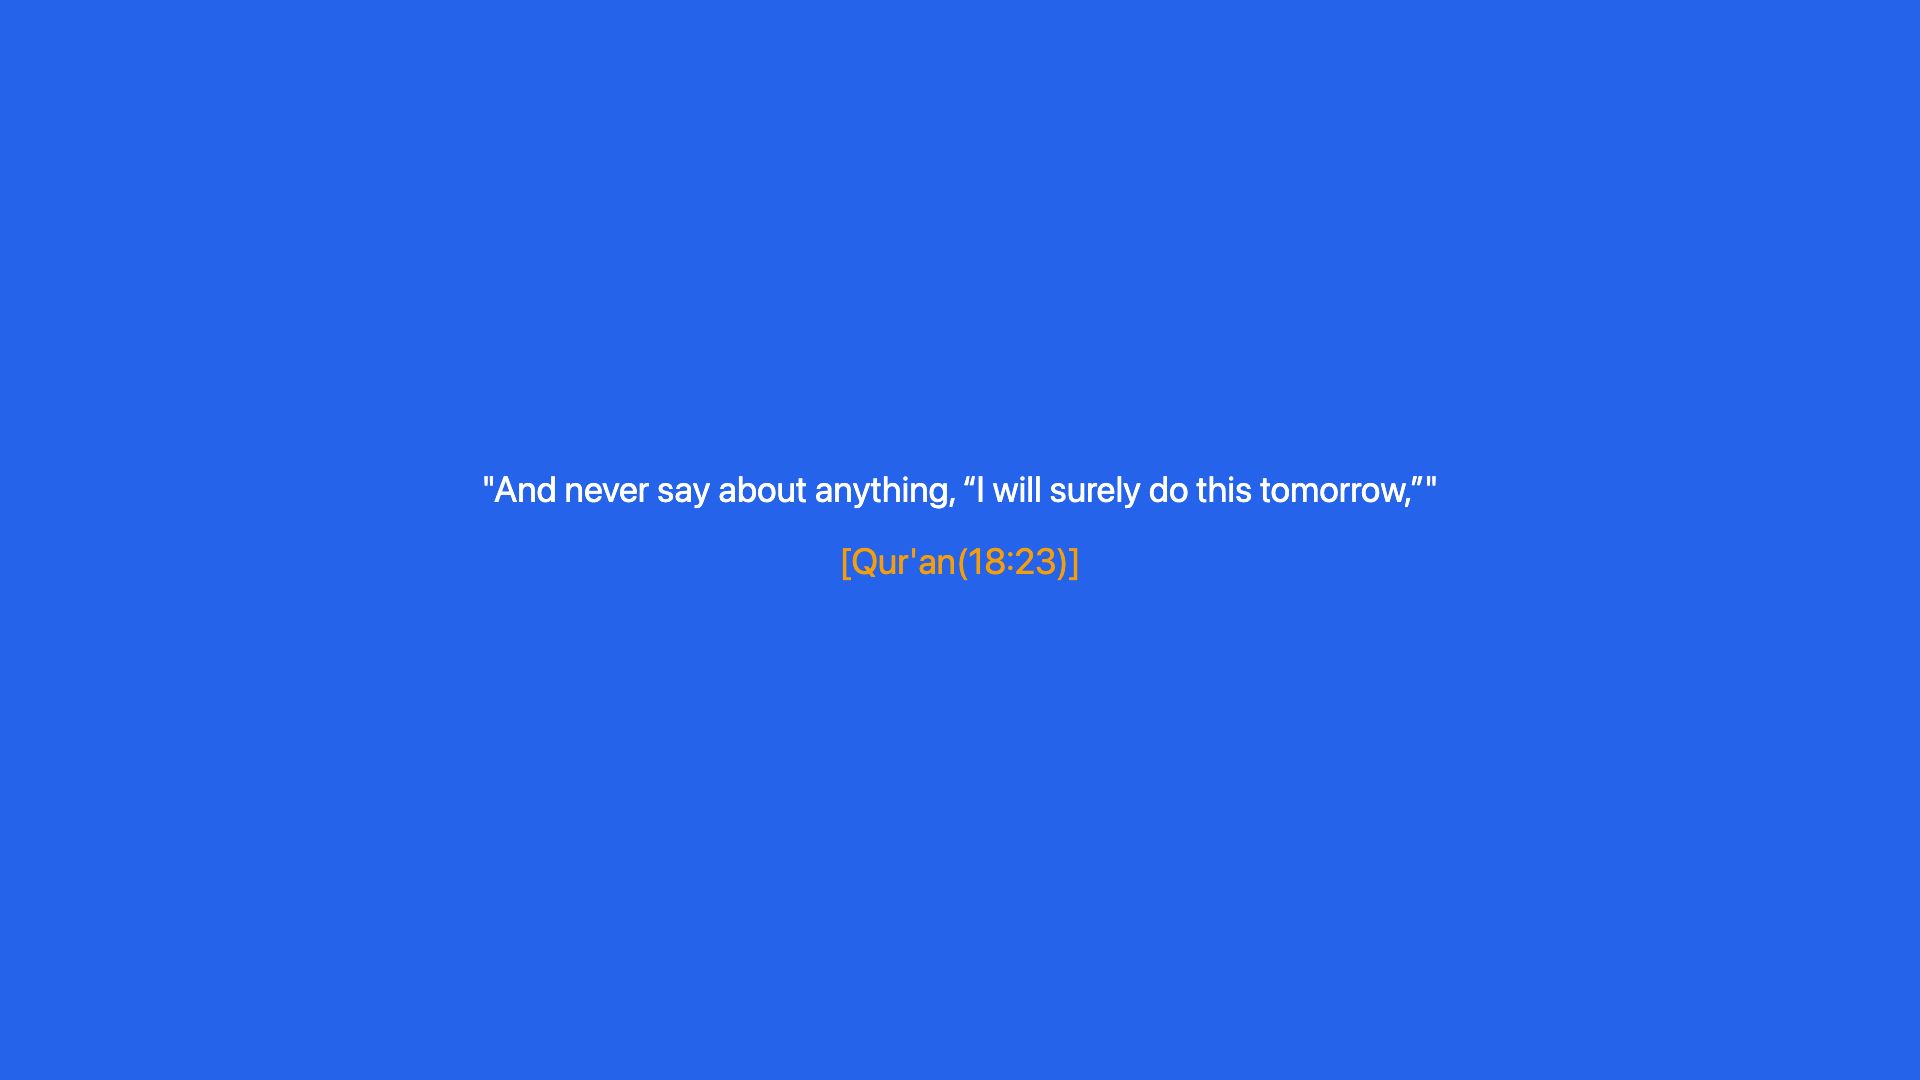 "And never say about anything, “I will surely do this tomorrow,”"
[Qur'an(18:23)]